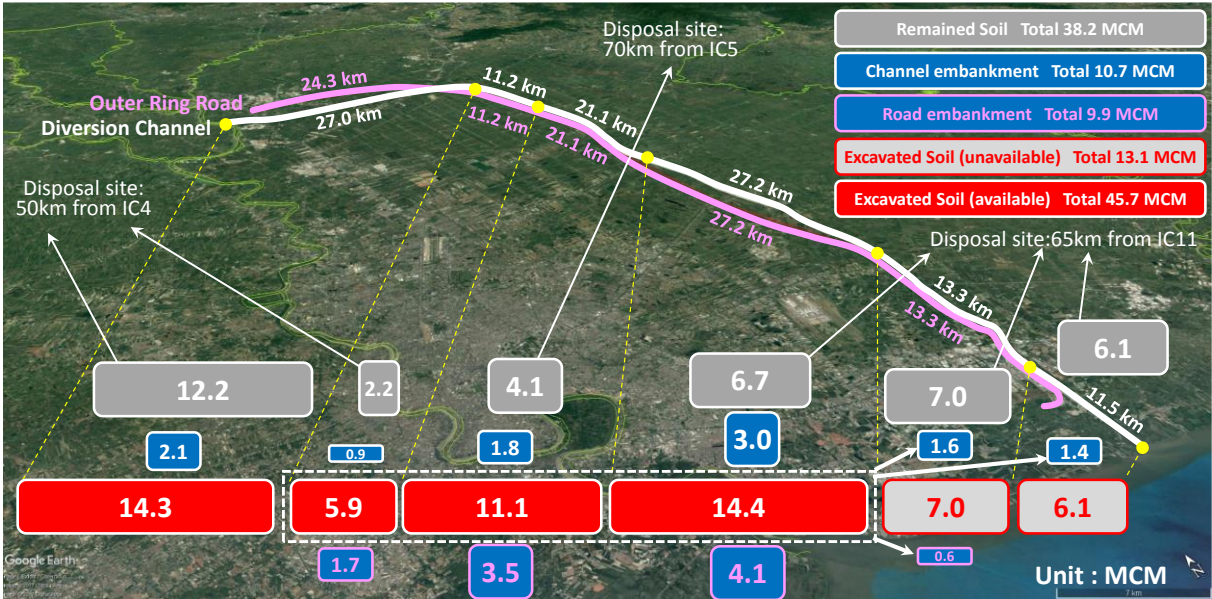 Disposal site:
70km from IC5
Remained Soil Total 38.2 MCM
Channel embankment Total 10.7 MCM
Road embankment Total 9.9 MCM
Excavated Soil (unavailable) Total 13.1 MCM
Excavated Soil (available) Total 45.7 MCM
24.3 km
Outer Ring Road
Diversion Channel
27.0 km
11.2 km
11.2 km
21.1 km
21.1 km
27.2 km
27.2 km
Disposal site:
50km from IC4
Disposal site:65km from IC11
13.3 km
13.3 km
11.5 km
12.2
2.2
4.1
6.7
7.0
6.1
2.1
0.9
1.8
3.0
1.6
1.4
14.3
5.9
11.1
14.4
7.0
6.1
1.7
3.5
4.1
0.6
Google Earth
Unit : MCM
N
7 km